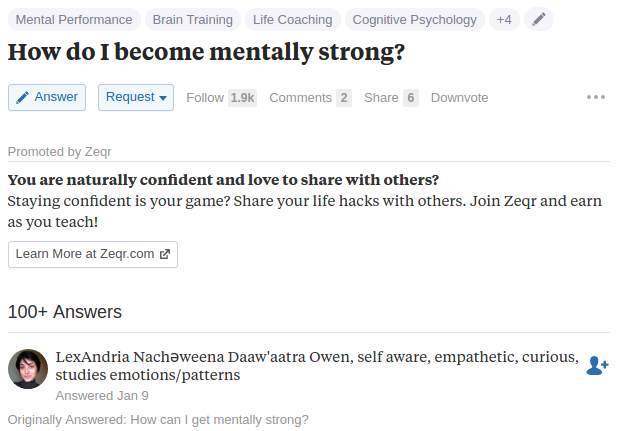 Mental Performance Brain Training Life Coaching Cognitive Psychology +4
How do I become mentally strong?
Answer Request Follow 1.9k Comments 2 Share 6 Downvote
Promoted by Zeqr
You are naturally confident and love to share with others?
Staying confident is your game? Share your life hacks with others. Join Zeqr and earn
as you teach!
Learn More at Zeqr.com
100+ Answers
LexAndria Nachəweena Daaw'aatra Owen, self aware, empathetic, curious,
studies emotions/patterns
Answered Jan 9
Originally Answered: How can I get mentally strong?